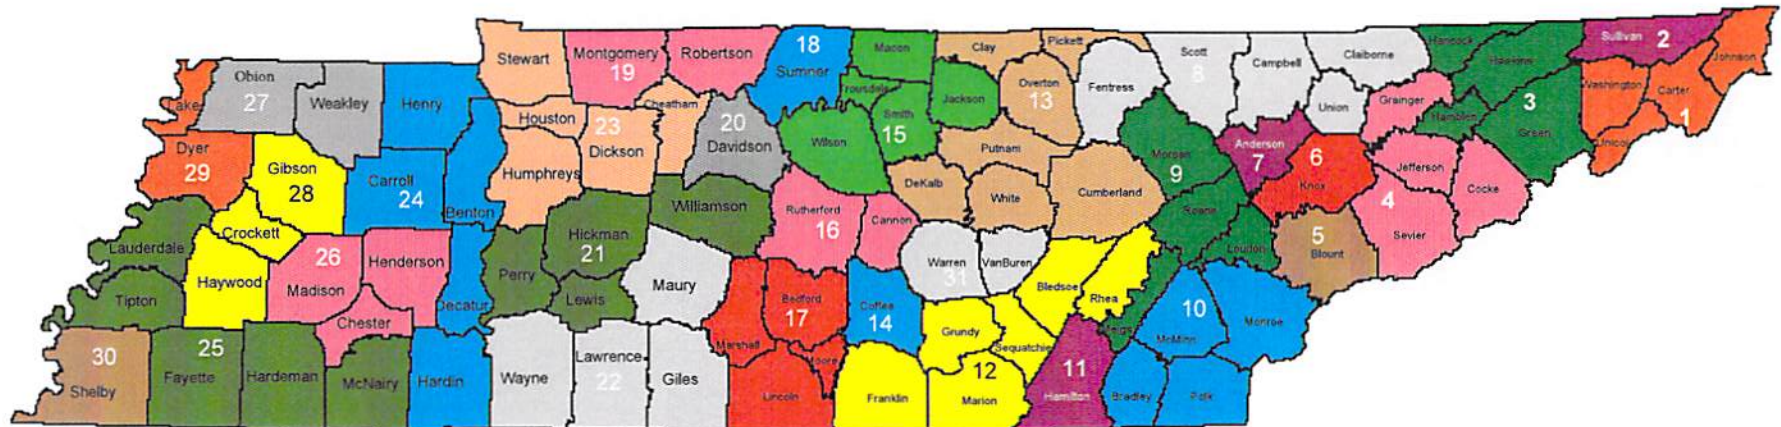 Stewart
Montgomery
19
Robertson
18
Sumner
Macon
Clay
Pickett
Scott
8
Campbell
Claiborne
Hancock
Hawkins
Sullivan 2
Johnson
Lake
Obion
27
Weakley
Henry
Houston
Cheatham
23
Dickson
20
Davidson
Trousdale
Smith
15
Wilson
Jackson
Overton
13
Fentress
Union
Grainger
Hamblen
3
Green
Washington
Carter
1
Unicoi
Dyer
29
Gibson
28
Carroll
24
Benton
Humphreys
Williamson
Rutherford
16
Cannon
DeKalb
Putnam
White
Cumberland
Morgan
9
Anderson
7
6
Knox
Jefferson
Cocke
4
Sevier
5
Blount
Roane
Loudon
Lauderdale
Crockett
Haywood
26
Madison
Henderson
Decatur
Perry
Hickman
21
Lewis
Maury
Warren
31
VanBuren
Bledsoe
Rhea
Meigs
10
McMinn
Monroe
Tipton
Chester
Marshall
Bedford
17
Moore
Coffee
14
Grundy
Sequatchie
30
Shelby
25
Fayette
Hardeman
McNairy
Hardin
Wayne
Lawrence
22
Giles
Lincoln
Franklin
12
Marion
11
Hamilton
Bradley
Polk